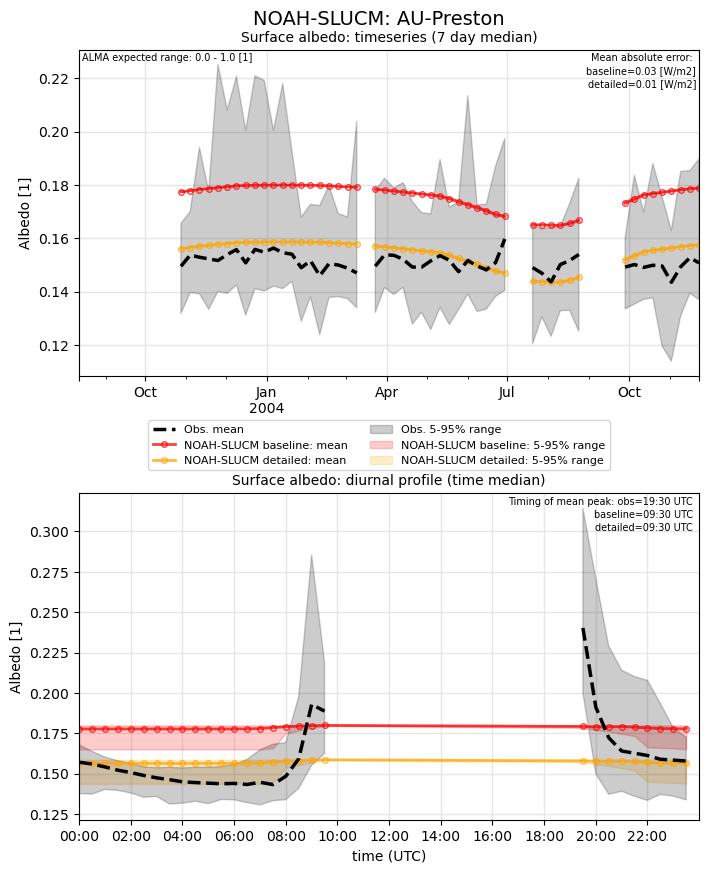 NOAH-SLUCM: AU-Preston
Surface albedo: timeseries (7 day median)
ALMA expected range: 0.0 - 1.0 [1]
Mean absolute error:
baseline=0.03 [W/m2]
detailed=0.01 [W/m2]
Albedo [1]
0.22
0.20
0.18
0.16
0.14
0.12
Oct
Jan
2004
Apr
Jul
Oct
Obs. mean
NOAH-SLUCM baseline: mean
NOAH-SLUCM detailed: mean
Obs. 5-95% range
NOAH-SLUCM baseline: 5-95% range
NOAH-SLUCM detailed: 5-95% range
Surface albedo: diurnal profile (time median)
Timing of mean peak: obs=19:30 UTC
baseline=09:30 UTC
detailed=09:30 UTC
Albedo [1]
0.300
0.275
0.250
0.225
0.200
0.175
0.150
0.125
00:00 02:00 04:00 06:00 08:00 10:00 12:00 14:00 16:00 18:00 20:00 22:00
time (UTC)